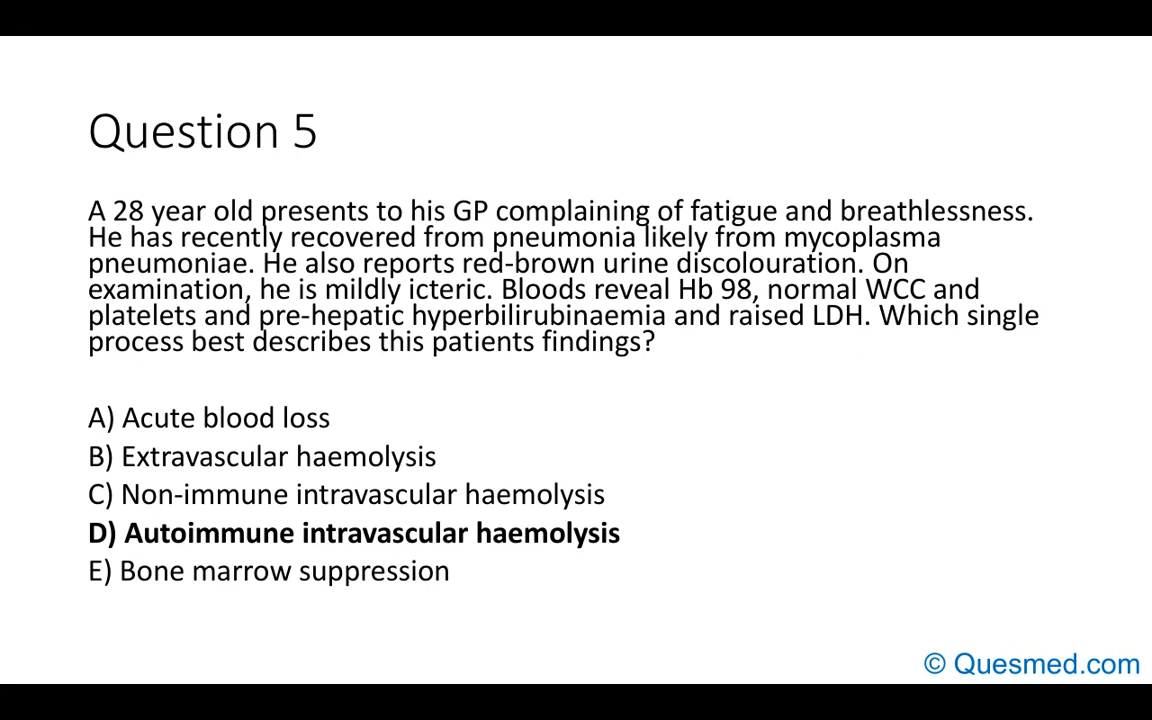 Question 5
A 28 year old presents to his GP complaining of fatigue and breathlessness.
He has recently recovered from pneumonia likely from mycoplasma
pneumoniae. He also reports red-brown urine discolouration. On
examination, he is mildly icteric. Bloods reveal Hb 98, normal WCC and
platelets and pre-hepatic hyperbilirubinaemia and raised LDH. Which single
process best describes this patients findings?
A) Acute blood loss
B) Extravascular haemolysis
C) Non-immune intravascular haemolysis
D) Autoimmune intravascular haemolysis
E) Bone marrow suppression
© Quesmed.com